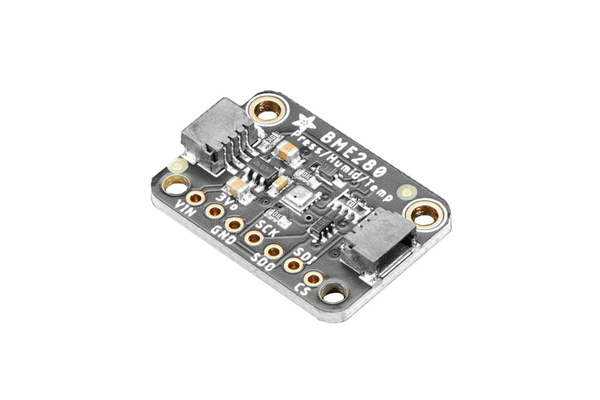 BME280
Press/Humid/Temp
VIN
3Vo
GND
SCK
SDO
SDI
CS